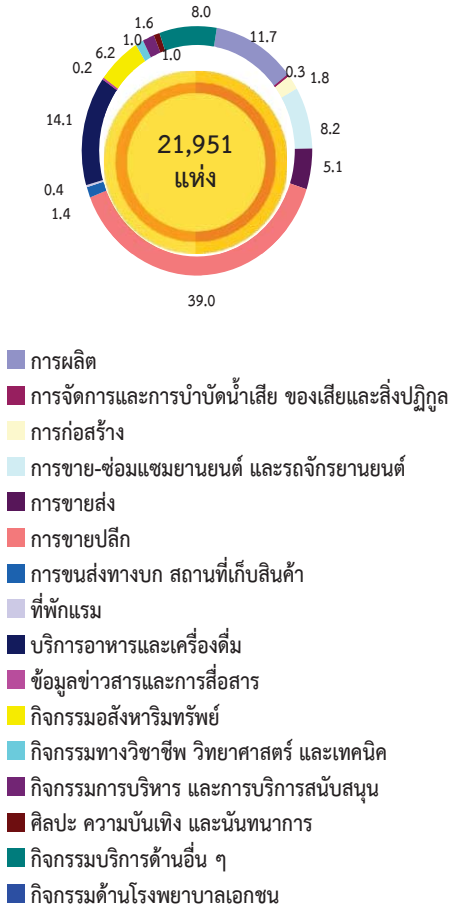 8.0
1.6
11.7
1.0
1.0
6.2
0.2
0.3
1.8
14.1
8.2
21,951
แห่ง
5.1
0.4
1.4
39.0
การผลิต
การจัดการและการบำบัดน้ำเสีย ของเสียและสิ่งปฏิกูล
การก่อสร้าง
การขาย-ซ่อมแซมยานยนต์ และรถจักรยานยนต์
การขายส่ง
การขายปลีก
การขนส่งทางบก สถานที่เก็บสินค้า
ที่พักแรม
บริการอาหารและเครื่องดื่ม
ข้อมูลข่าวสารและการสื่อสาร
กิจกรรมอสังหาริมทรัพย์
กิจกรรมทางวิชาชีพ วิทยาศาสตร์ และเทคนิค
กิจกรรมการบริหาร และการบริการสนับสนุน
ศิลปะ ความบันเทิง และนันทนาการ
กิจกรรมบริการด้านอื่น ๆ
กิจกรรมด้านโรงพยาบาลเอกชน